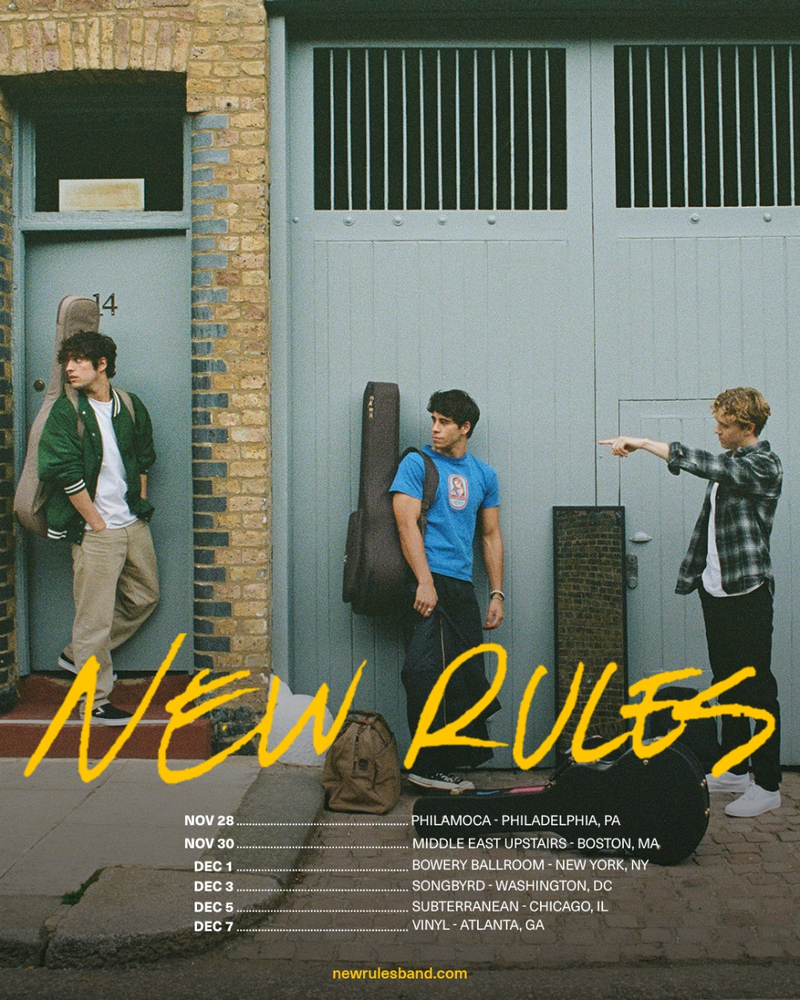 14
NEW RULES
NOV 28 ........ PHILAMOCA - PHILADELPHIA, PA
NOV 30 ........ MIDDLE EAST UPSTAIRS - BOSTON, MA
DEC 1 ........ BOWERY BALLROOM - NEW YORK, NY
DEC 3 ........ SONGBYRD - WASHINGTON, DC
DEC 5 ........ SUBTERRANEAN - CHICAGO, IL
DEC 7 ........ VINYL - ATLANTA, GA
newrulesband.com